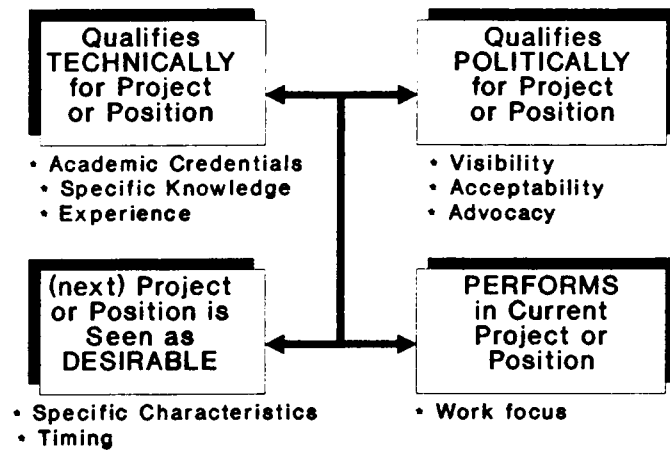 Qualifies
TECHNICALLY
for Project
or Position
* Academic Credentials
* Specific Knowledge
* Experience
Qualifies
POLITICALLY
for Project
or Position
* Visibility
* Acceptability
* Advocacy
(next) Project
or Position is
Seen as
DESIRABLE
* Specific Characteristics
* Timing
PERFORMS
in Current
Project or
Position
* Work focus